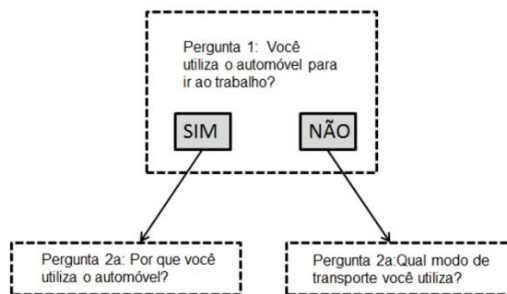 Pergunta 1: Você
utiliza o automóvel para
ir ao trabalho?
SIM
NÃO
Pergunta 2a: Por que você
utiliza o automóvel?
Pergunta 2a:Qual modo de
transporte você utiliza?